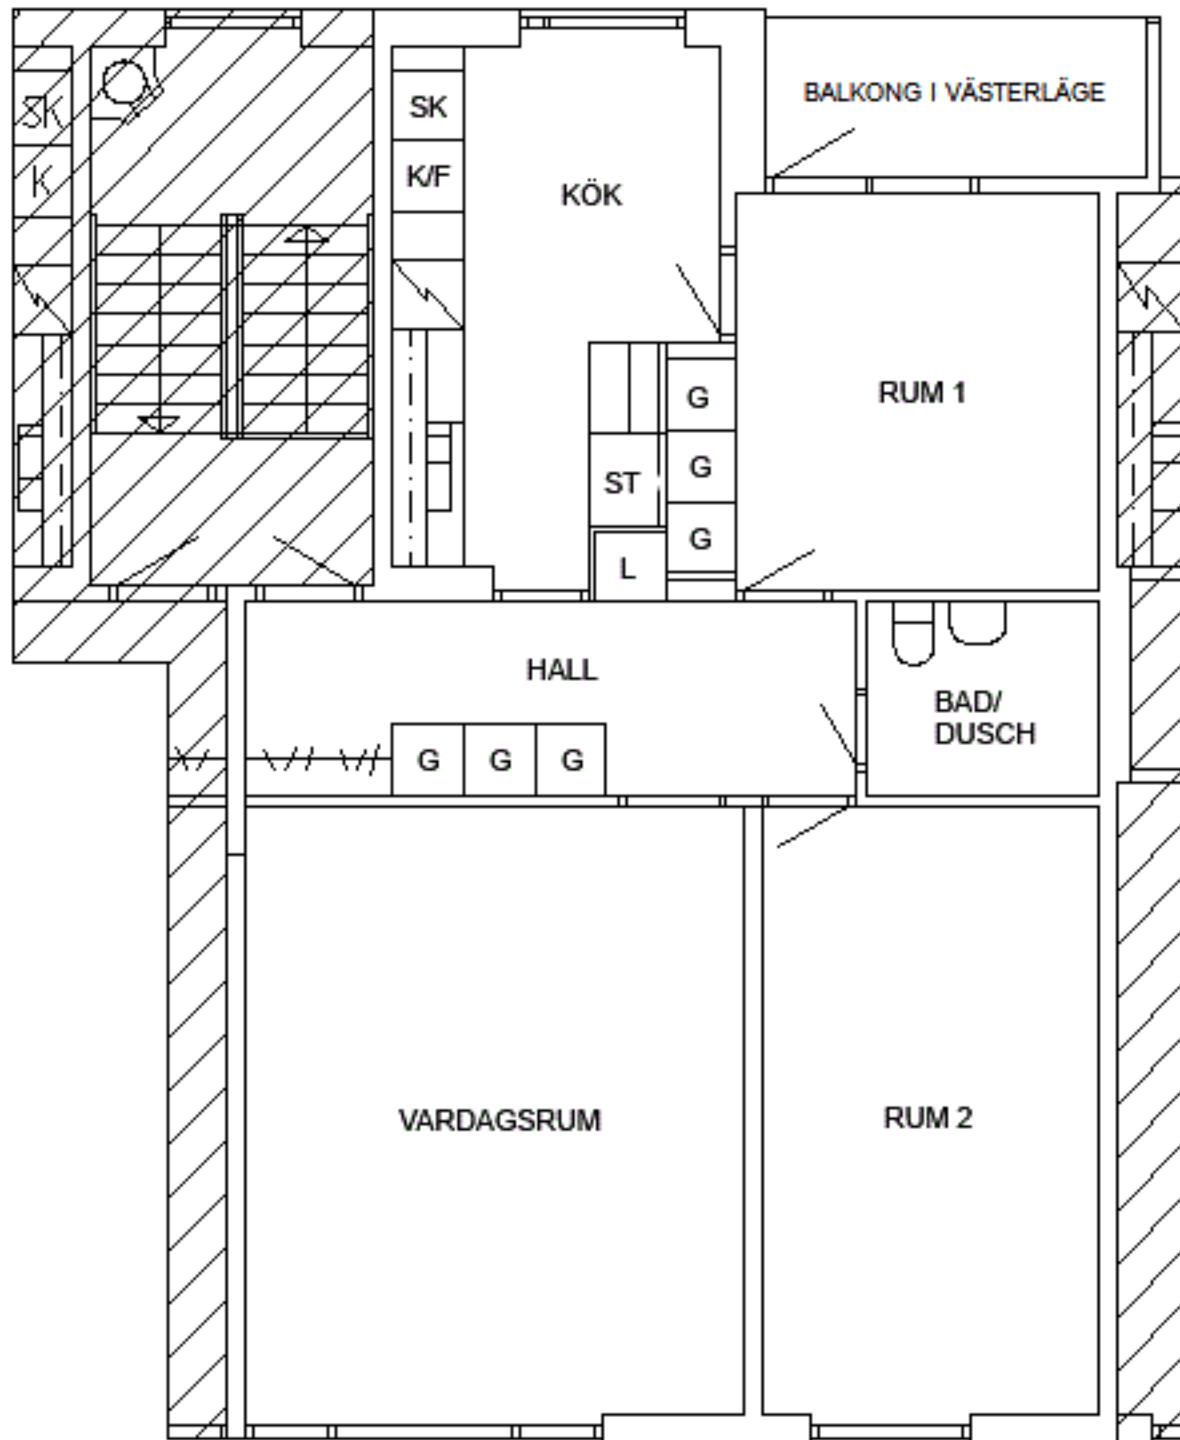 BALKONG I VÄSTERLÄGE
SK
SK
K/F
K
KÖK
RUM 1
G
G
ST
G
L
HALL
BAD/
DUSCH
G
G
G
VARDAGSRUM
RUM 2